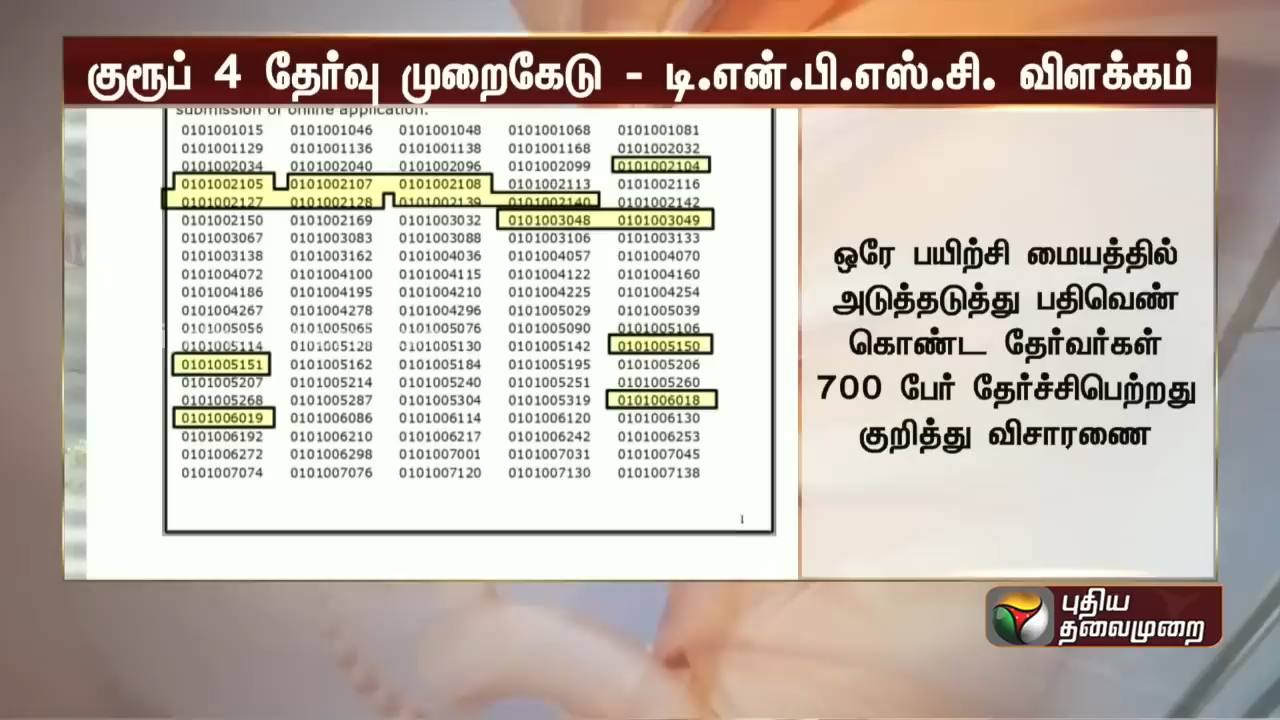 குரூப் 4 தேர்வு முறைகேடு - டி.என்.பி.எஸ்.சி. விளக்கம்
submission of online application.
0101001015 0101001046 0101001048 0101001068 0101001081
0101001129 0101001136 0101001138 0101001168 0101002032
0101002034 0101002040 0101002096 0101002099 0101002104
0101002105 0101002107 0101002108 0101002113 0101002116
0101002127 0101002128 0101002139 0101002140 0101002142
0101002150 0101002169 0101003032 0101003048 0101003049
0101003067 0101003083 0101003088 0101003106 0101003133
0101003138 0101003162 0101004036 0101004057 0101004070
0101004072 0101004100 0101004115 0101004122 0101004160
0101004186 0101004195 0101004210 0101004225 0101004254
0101004267 0101004278 0101004296 0101005029 0101005039
0101005056 0101005065 0101005076 0101005090 0101005106
0101005114 0101005128 0101005130 0101005142 0101005150
0101005151 0101005162 0101005184 0101005195 0101005206
0101005207 0101005214 0101005240 0101005251 0101005260
0101005268 0101005287 0101005304 0101005319 0101006018
0101006019 0101006086 0101006114 0101006120 0101006130
0101006192 0101006210 0101006217 0101006242 0101006253
0101006272 0101006298 0101007001 0101007031 0101007045
0101007074 0101007076 0101007120 0101007130 0101007138
1
ஒரே பயிற்சி மையத்தில்
அடுத்தடுத்து பதிவெண்
கொண்ட தேர்வர்கள்
700 பேர் தேர்ச்சிபெற்றது
குறித்து விசாரணை
புதிய
தலைமுறை